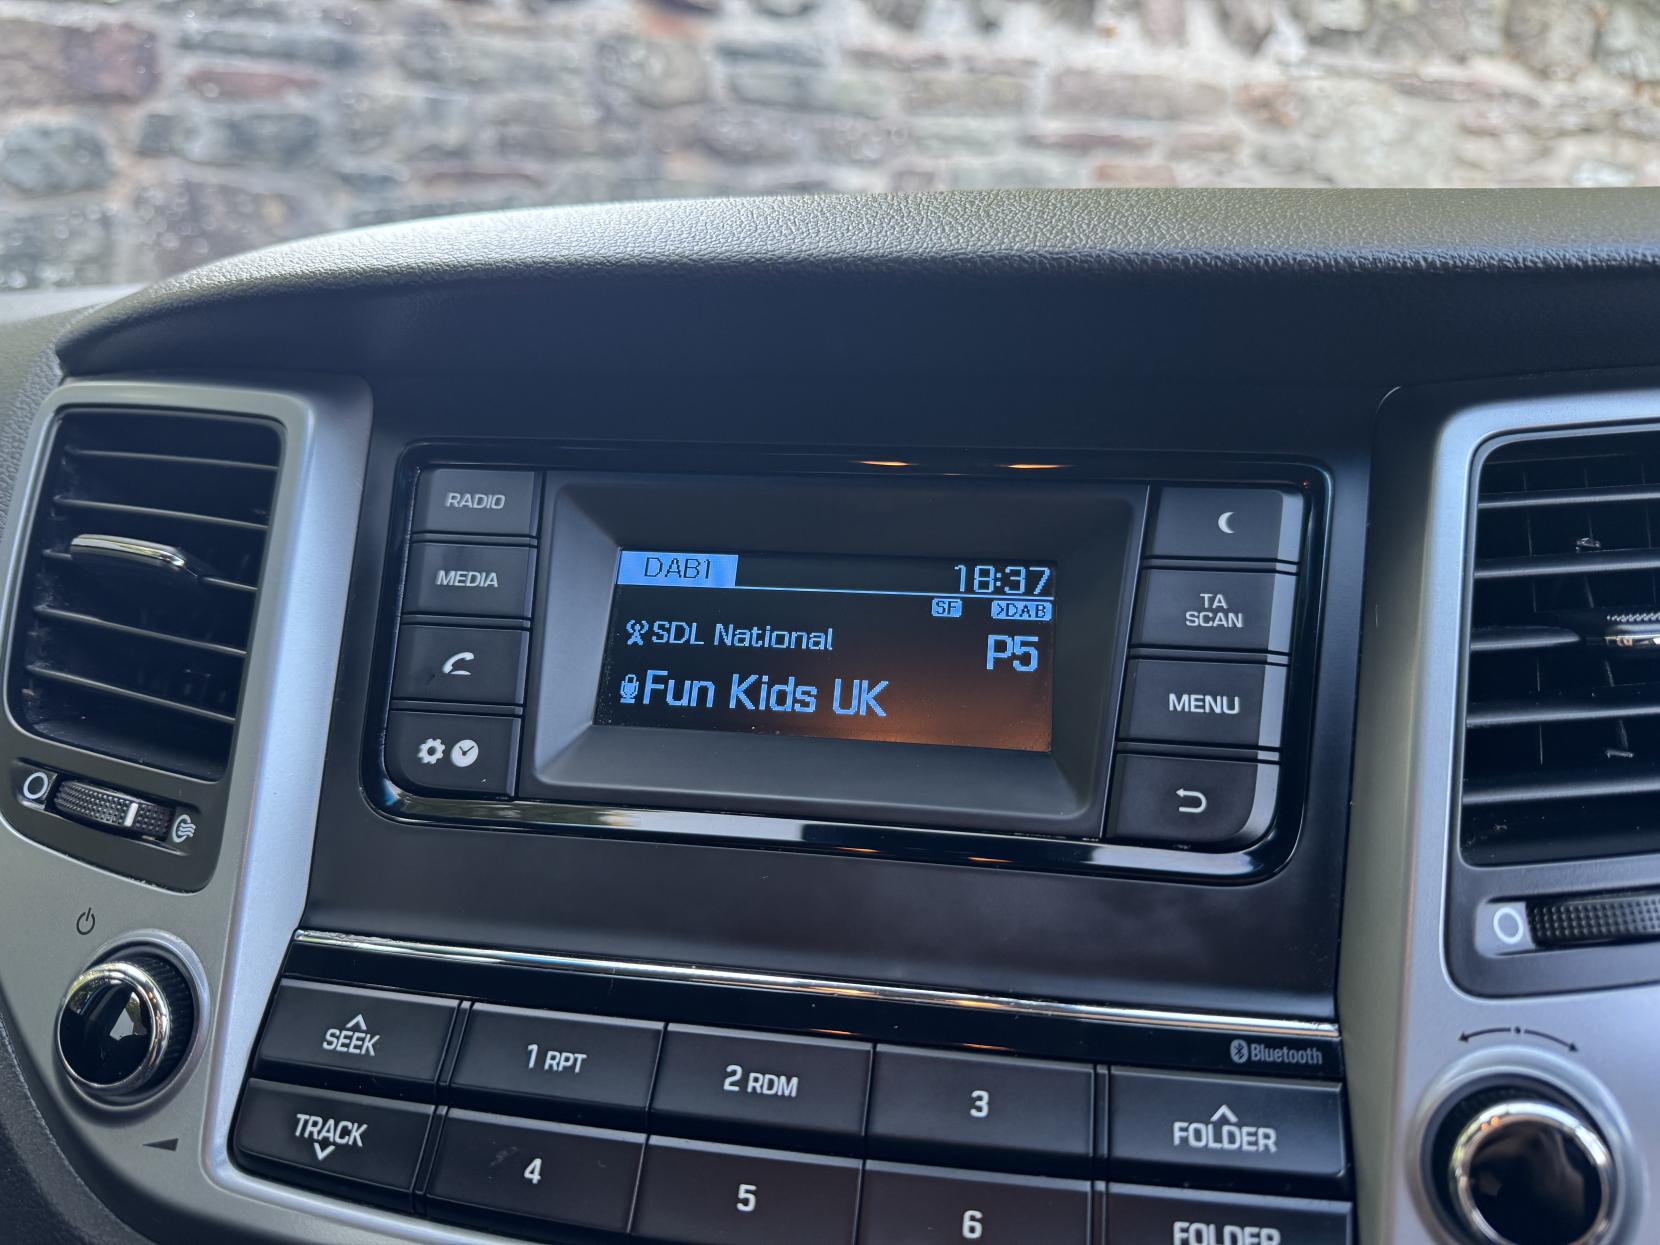 RADIO
MEDIA
DAB1
18:37
SF >DAB
SDL National
P5
Fun Kids UK
TA
SCAN
MENU
Bluetooth
SEEK
1 RPT
2 RDM
3
FOLDER
TRACK
4
5
6
FOLDER